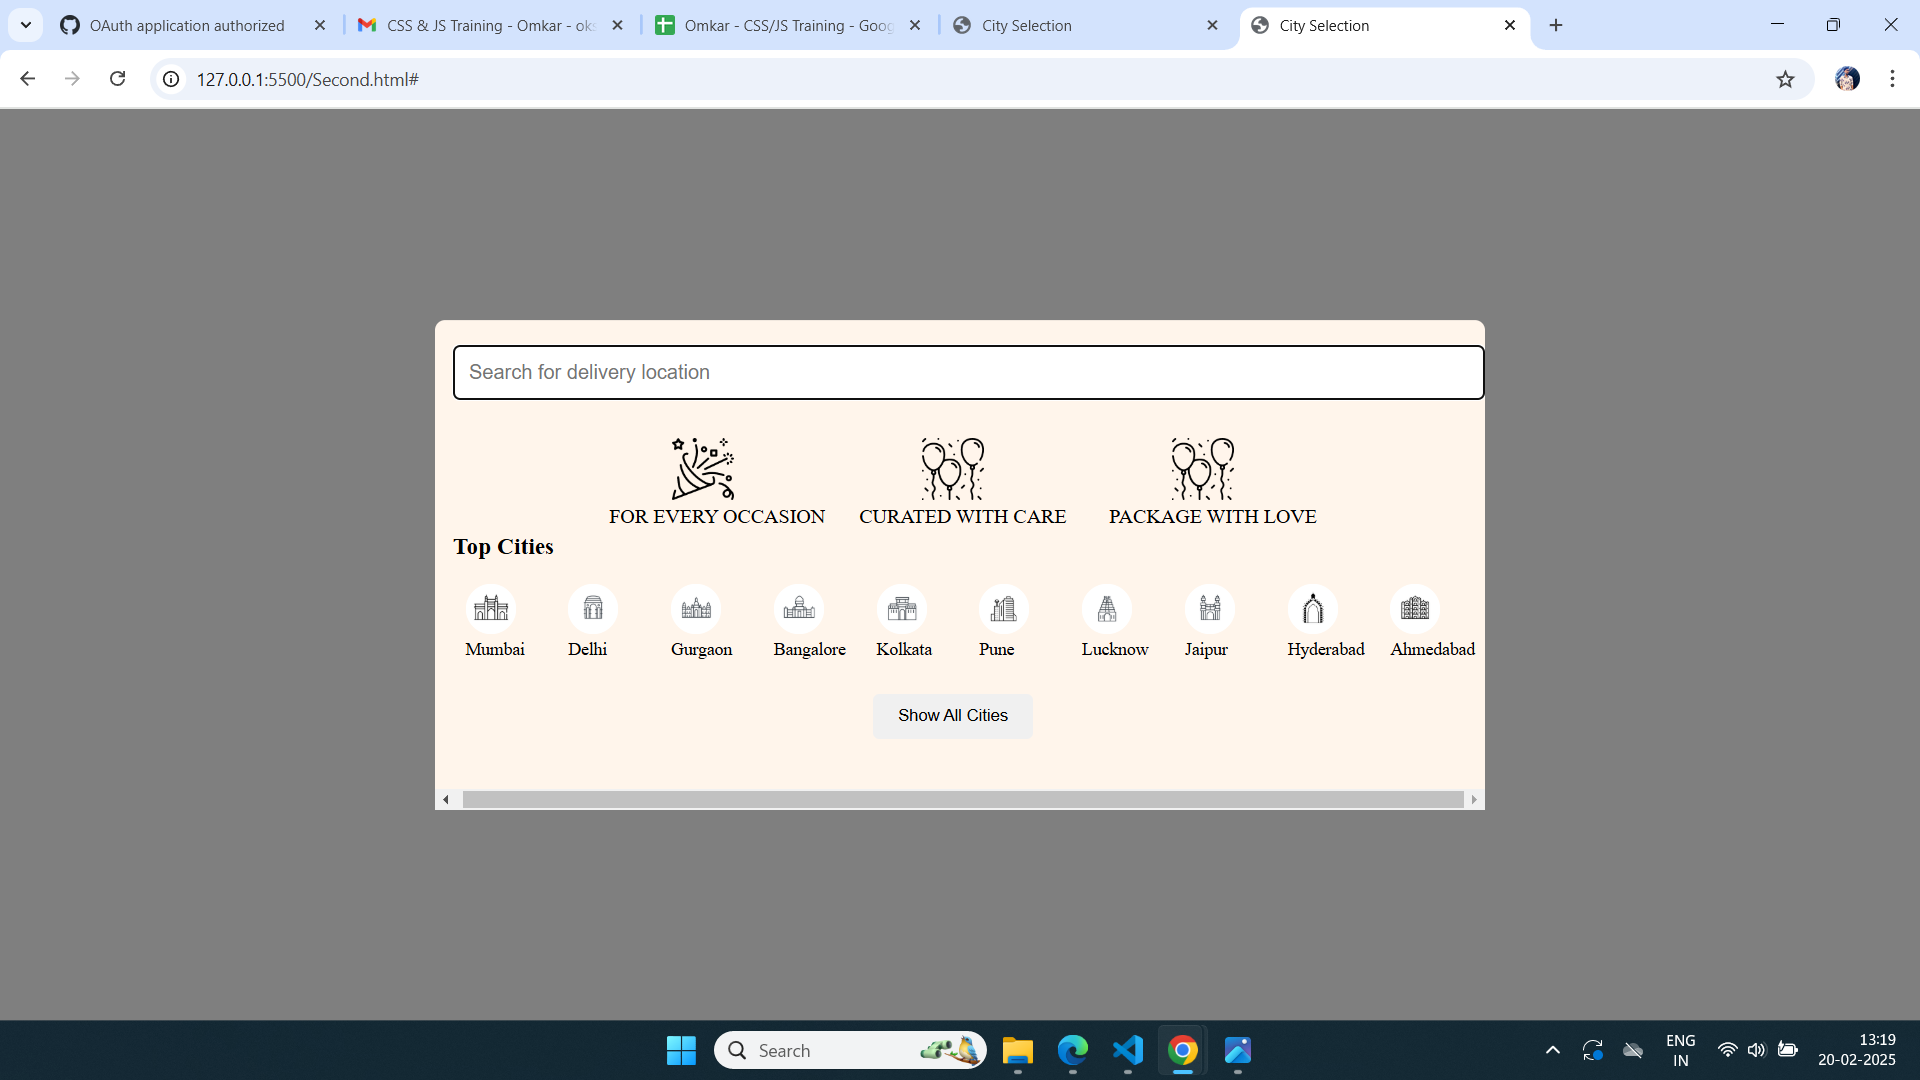 OAuth application authorized
CSS & JS Training - Omkar - oks
Omkar - CSS/JS Training - Goog
City Selection
City Selection
127.0.0.1:5500/Second.html#
Search for delivery location
FOR EVERY OCCASION
CURATED WITH CARE
PACKAGE WITH LOVE
Top Cities
Mumbai
Delhi
Gurgaon
Bangalore
Kolkata
Pune
Lucknow
Jaipur
Hyderabad
Ahmedabad
Show All Cities
Search
ENG
IN
13:19
20-02-2025